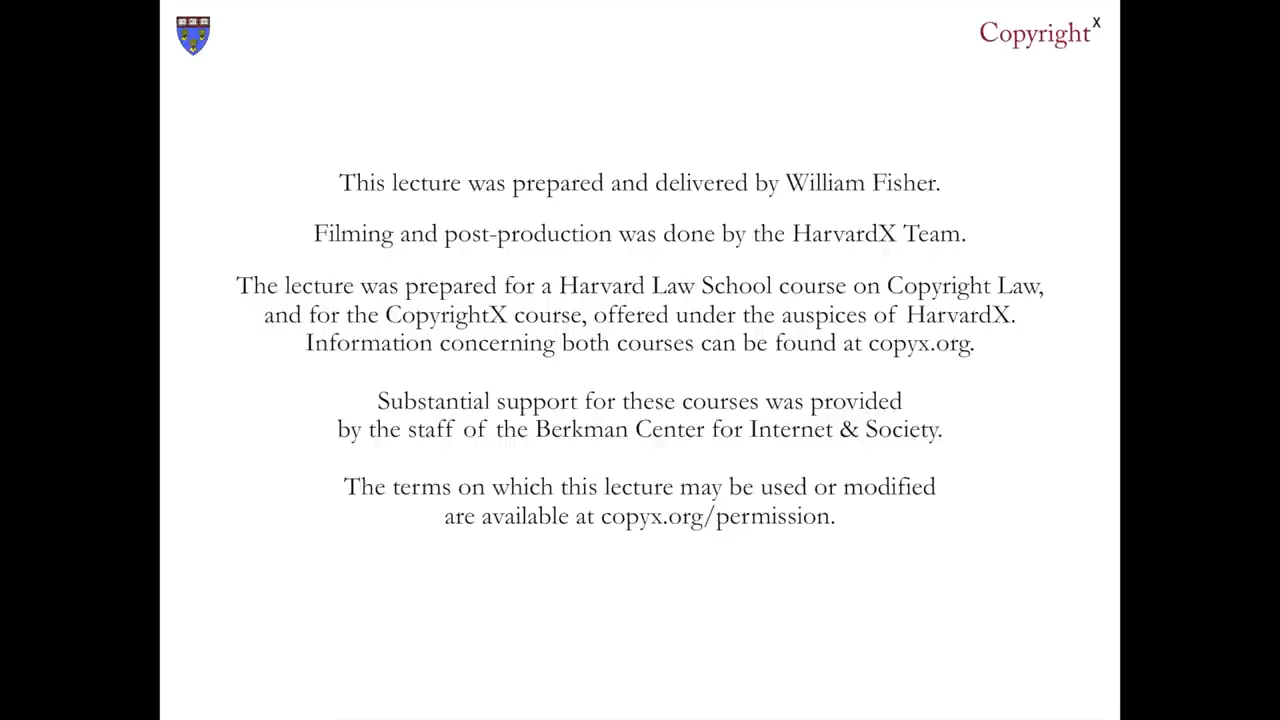 Copyright^X
This lecture was prepared and delivered by William Fisher.
Filming and post-production was done by the HarvardX Team.
The lecture was prepared for a Harvard Law School course on Copyright Law,
and for the CopyrightX course, offered under the auspices of HarvardX.
Information concerning both courses can be found at copyx.org.
Substantial support for these courses was provided
by the staff of the Berkman Center for Internet & Society.
The terms on which this lecture may be used or modified
are available at copyx.org/permission.